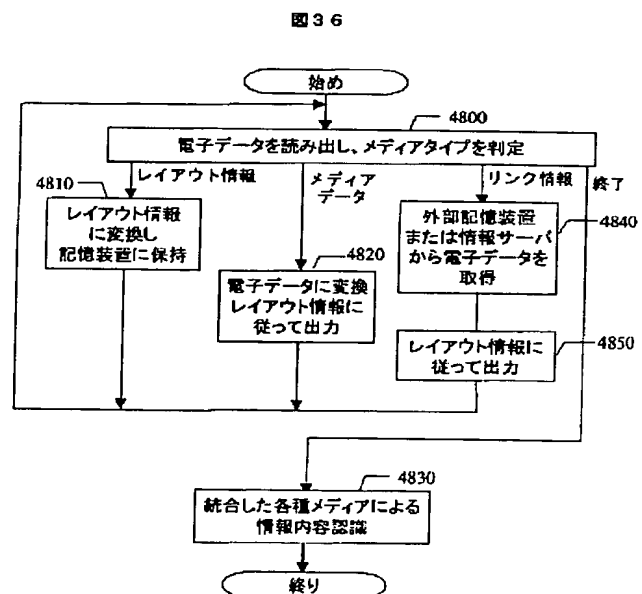 図36
始め
4800
電子データを読み出し、メディアタイプを判定
4810
レイアウト情報
メディア
データ
リンク情報
終了
レイアウト情報
に変換し
記憶装置に保持
4820
電子データに変換
レイアウト情報に
従って出力
外部記憶装置
または情報サーバ
から電子データを
取得
4840
レイアウト情報に
従って出力
4850
4830
統合した各種メディアによる
情報内容認識
終り